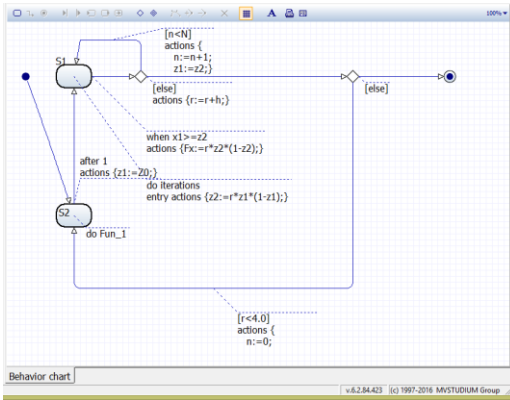 100%
[n<N]
actions {
n:=n+1;
z1:=z2;}
S1
[else]
actions {r:=r+h;}
[else]
when x1>=z2
actions {Fx:=r*z2*(1-z2);}
after 1
actions {z1:=Z0;}
do iterations
entry actions {z2:=r*z1*(1-z1);}
S2
do Fun_1
[r<4.0]
actions {
n:=0;
Behavior chart
v.6.2.84.423 (c) 1997-2016 MVSTUDIUM Group